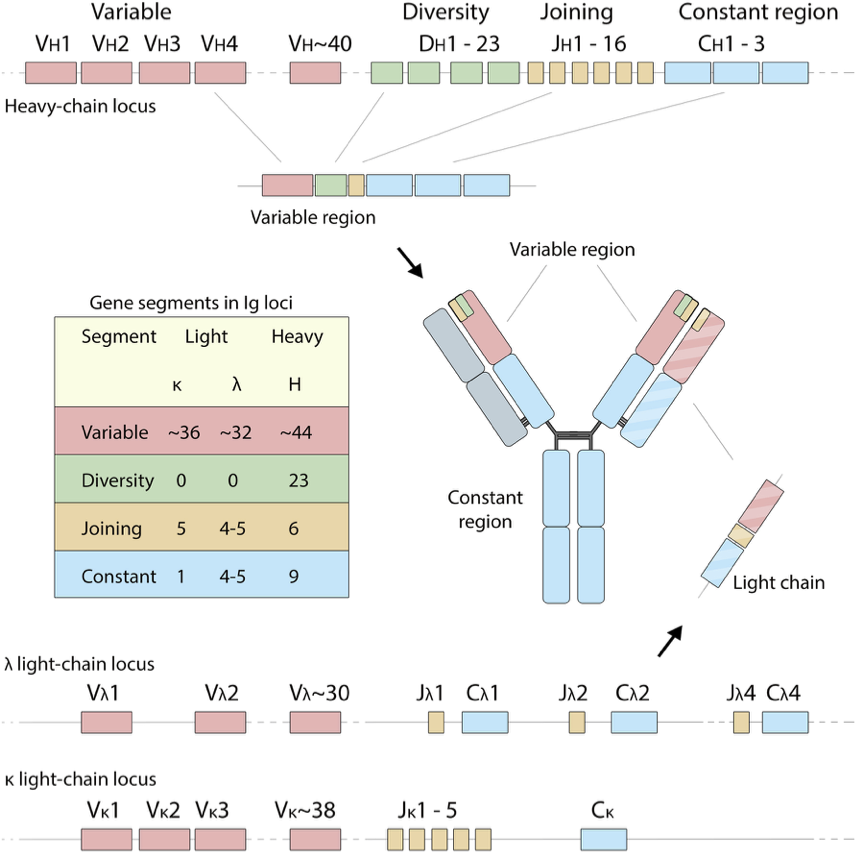 Variable Diversity Joining Constant region
VH1 VH2 VH3 VH4 VH~40 DH1 - 23 JH1 - 16 CH1 - 3
Heavy-chain locus
Variable region
Variable region
Gene segments in Ig loci
Segment Light Heavy
κ λ H
Variable ~36 ~32 ~44
Diversity 0 0 23
Joining 5 4-5 6
Constant 1 4-5 9
Constant
region
Light chain
λ light-chain locus
Vλ1 Vλ2 Vλ~30 Jλ1 Cλ1 Jλ2 Cλ2 Jλ4 Cλ4
κ light-chain locus
Vκ1 Vκ2 Vκ3 Vκ~38 Jκ1 - 5 Cκ